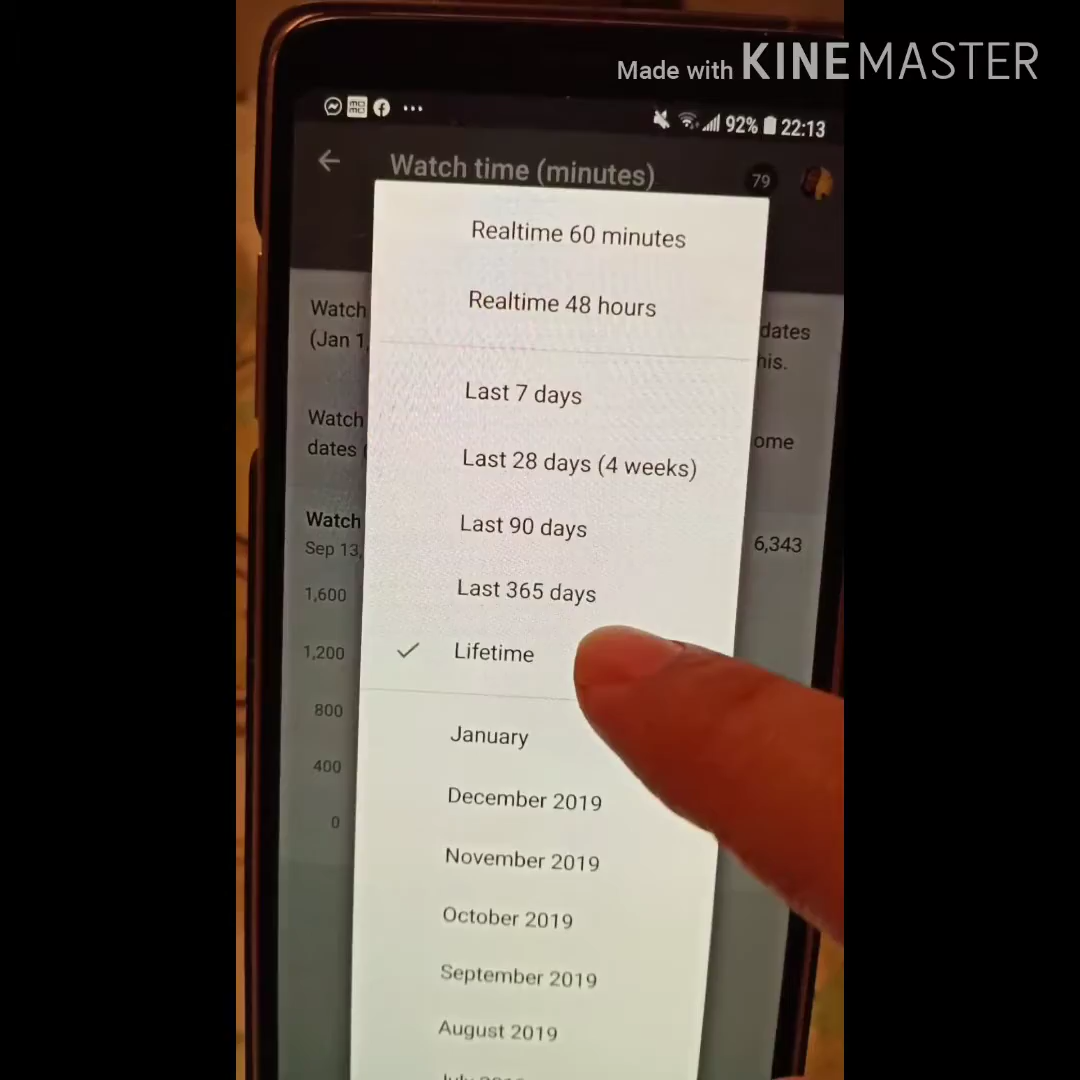 Made with KINEMASTER
92% 22:13
Watch time (minutes)
79
Realtime 60 minutes
Realtime 48 hours
Watch
(Jan 1,
dates
his.
Last 7 days
Watch
dates
ome
Last 28 days (4 weeks)
Last 90 days
Watch
Sep 13,
6,343
Last 365 days
1,600
1,200
800
400
0
Lifetime
January
December 2019
November 2019
October 2019
September 2019
August 2019